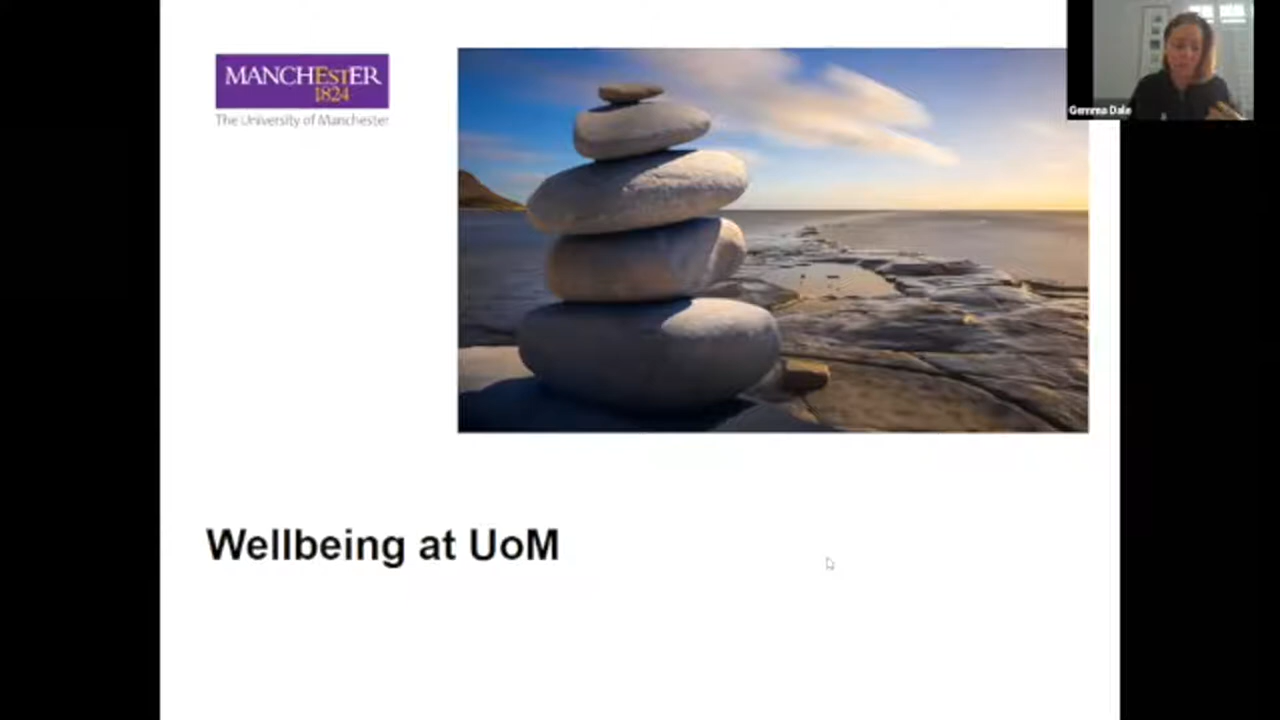 MANCHEstER
1824
The University of Manchester
Gemma Dale
Wellbeing at UoM